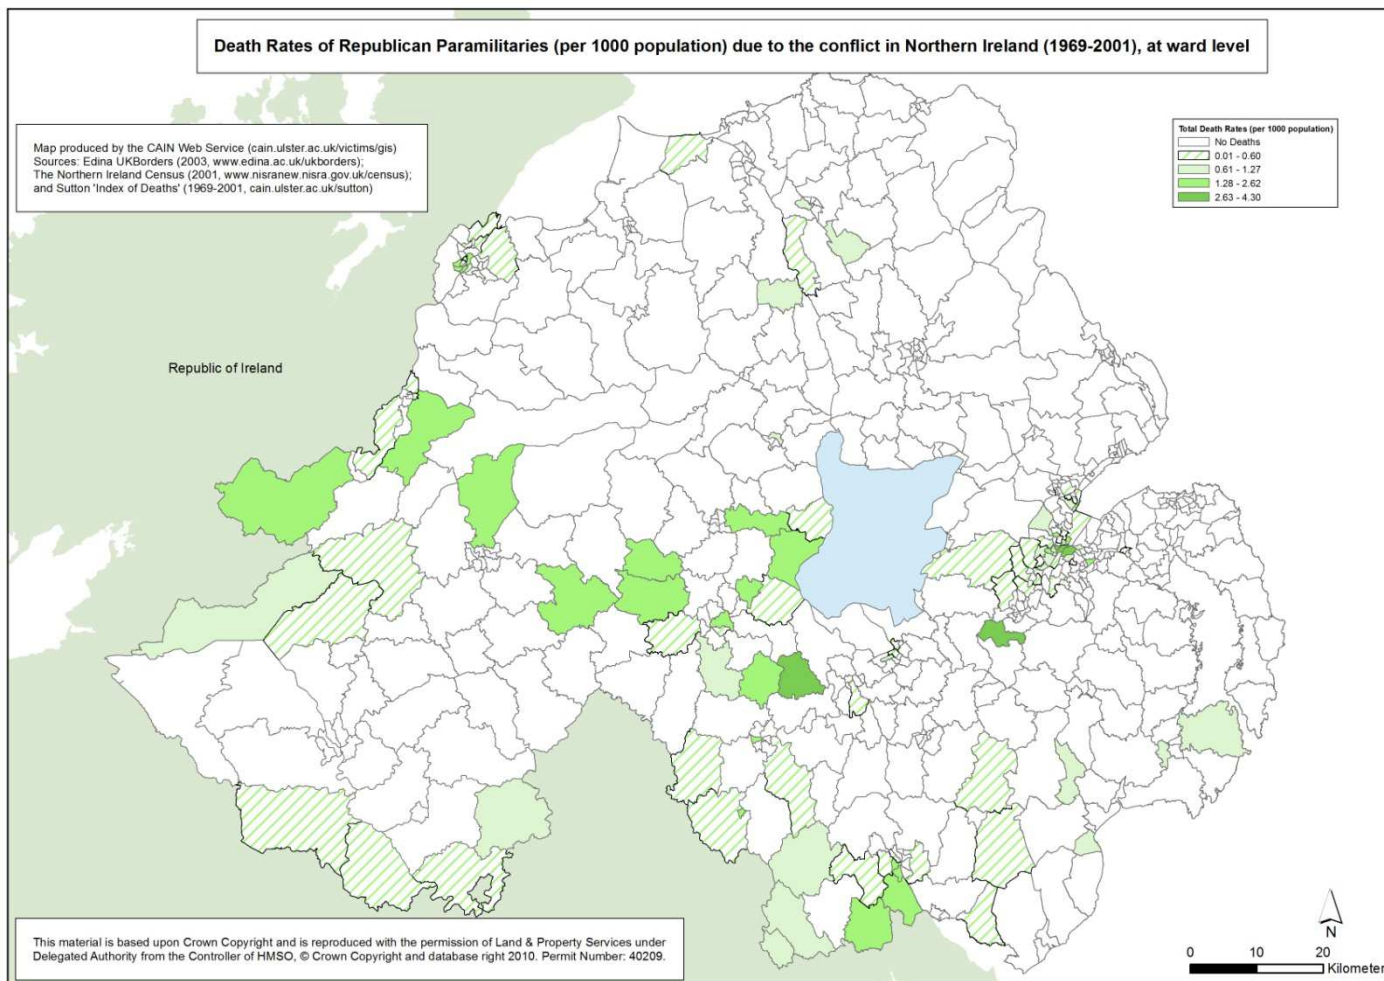 Death Rates of Republican Paramilitaries (per 1000 population) due to the conflict in Northern Ireland (1969-2001), at ward level
Map produced by the CAIN Web Service (cain.ulster.ac.uk/victims/gis)
Sources: Edina UKBorders (2003, www.edina.ac.uk/ukborders);
The Northern Ireland Census (2001, www.nisranew.nisra.gov.uk/census);
and Sutton 'Index of Deaths' (1969-2001, cain.ulster.ac.uk/sutton)
Total Death Rates (per 1000 population)
No Deaths
0.01 - 0.60
0.61 - 1.27
1.28 - 2.62
2.63 - 4.30
Republic of Ireland
This material is based upon Crown Copyright and is reproduced with the permission of Land & Property Services under
Delegated Authority from the Controller of HMSO, © Crown Copyright and database right 2010. Permit Number: 40209.
N
0 10 20
Kilometer